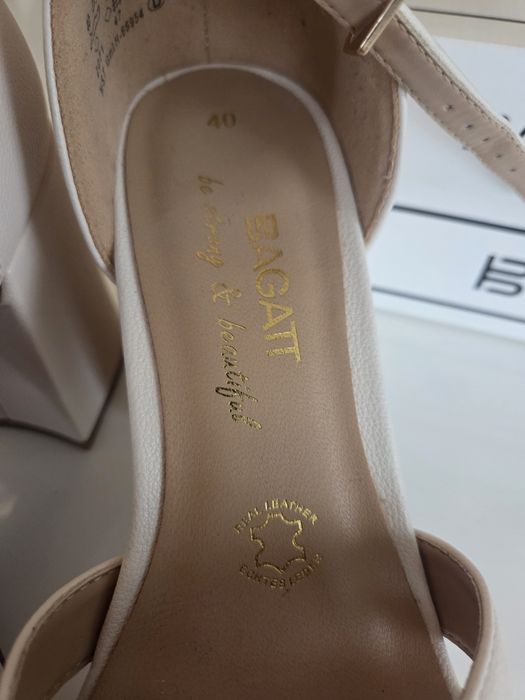 40
BAGATT
be strong & beautiful
REAL LEATHER
ECHTES LEDER